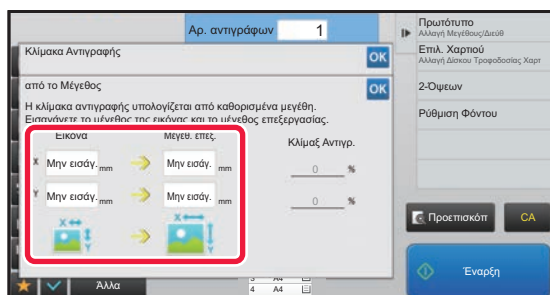 Αρ. αντιγράφων 1
Κλίμακα Αντιγραφής OK
από το Μέγεθος OK
Η κλίμακα αντιγραφής υπολογίζεται από καθορισμένα μεγέθη.
Εισαγάγετε το μέγεθος της εικόνας και το μέγεθος επεξεργασίας.
Εικόνα Μεγεθ. επεξ. Κλίμαξ Αντιγρ.
X Μην εισάγ. mm Μην εισάγ. mm 0 %
Y Μην εισάγ. mm Μην εισάγ. mm 0 %
X X
Y Y
Άλλα
3 A4
4 A4
Πρωτότυπο
Αλλαγή Μεγέθους/Διεύθ
Επιλ. Χαρτιού
Αλλαγή Δίσκου Τροφοδοσίας Χαρτ
2-Όψεων
Ρύθμιση Φόντου
Προεπισκόπ CA
Έναρξη